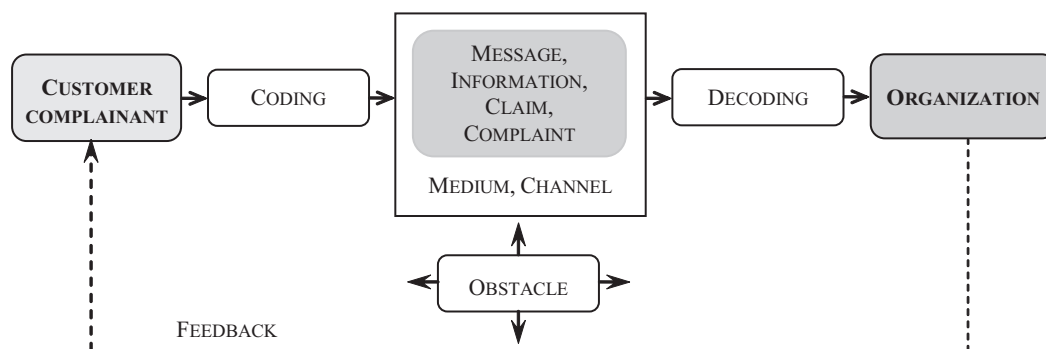 CUSTOMER
COMPLAINANT
CODING
MESSAGE,
INFORMATION,
CLAIM,
COMPLAINT
MEDIUM, CHANNEL
DECODING
ORGANIZATION
OBSTACLE
FEEDBACK